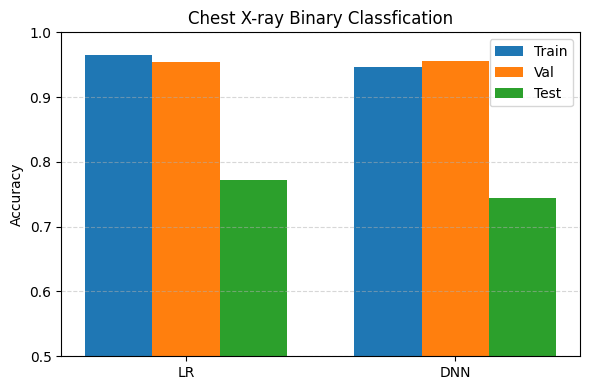 Chest X-ray Binary Classfication
Train
Val
Test
Accuracy
1.0
0.9
0.8
0.7
0.6
0.5
LR
DNN